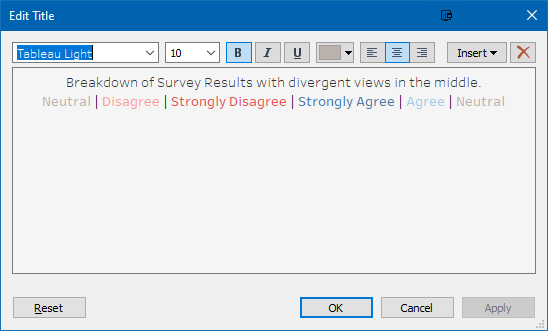 Edit Title
Tableau Light 10 B I U Insert
Breakdown of Survey Results with divergent views in the middle.
Neutral | Disagree | Strongly Disagree | Strongly Agree | Agree | Neutral
Reset OK Cancel Apply